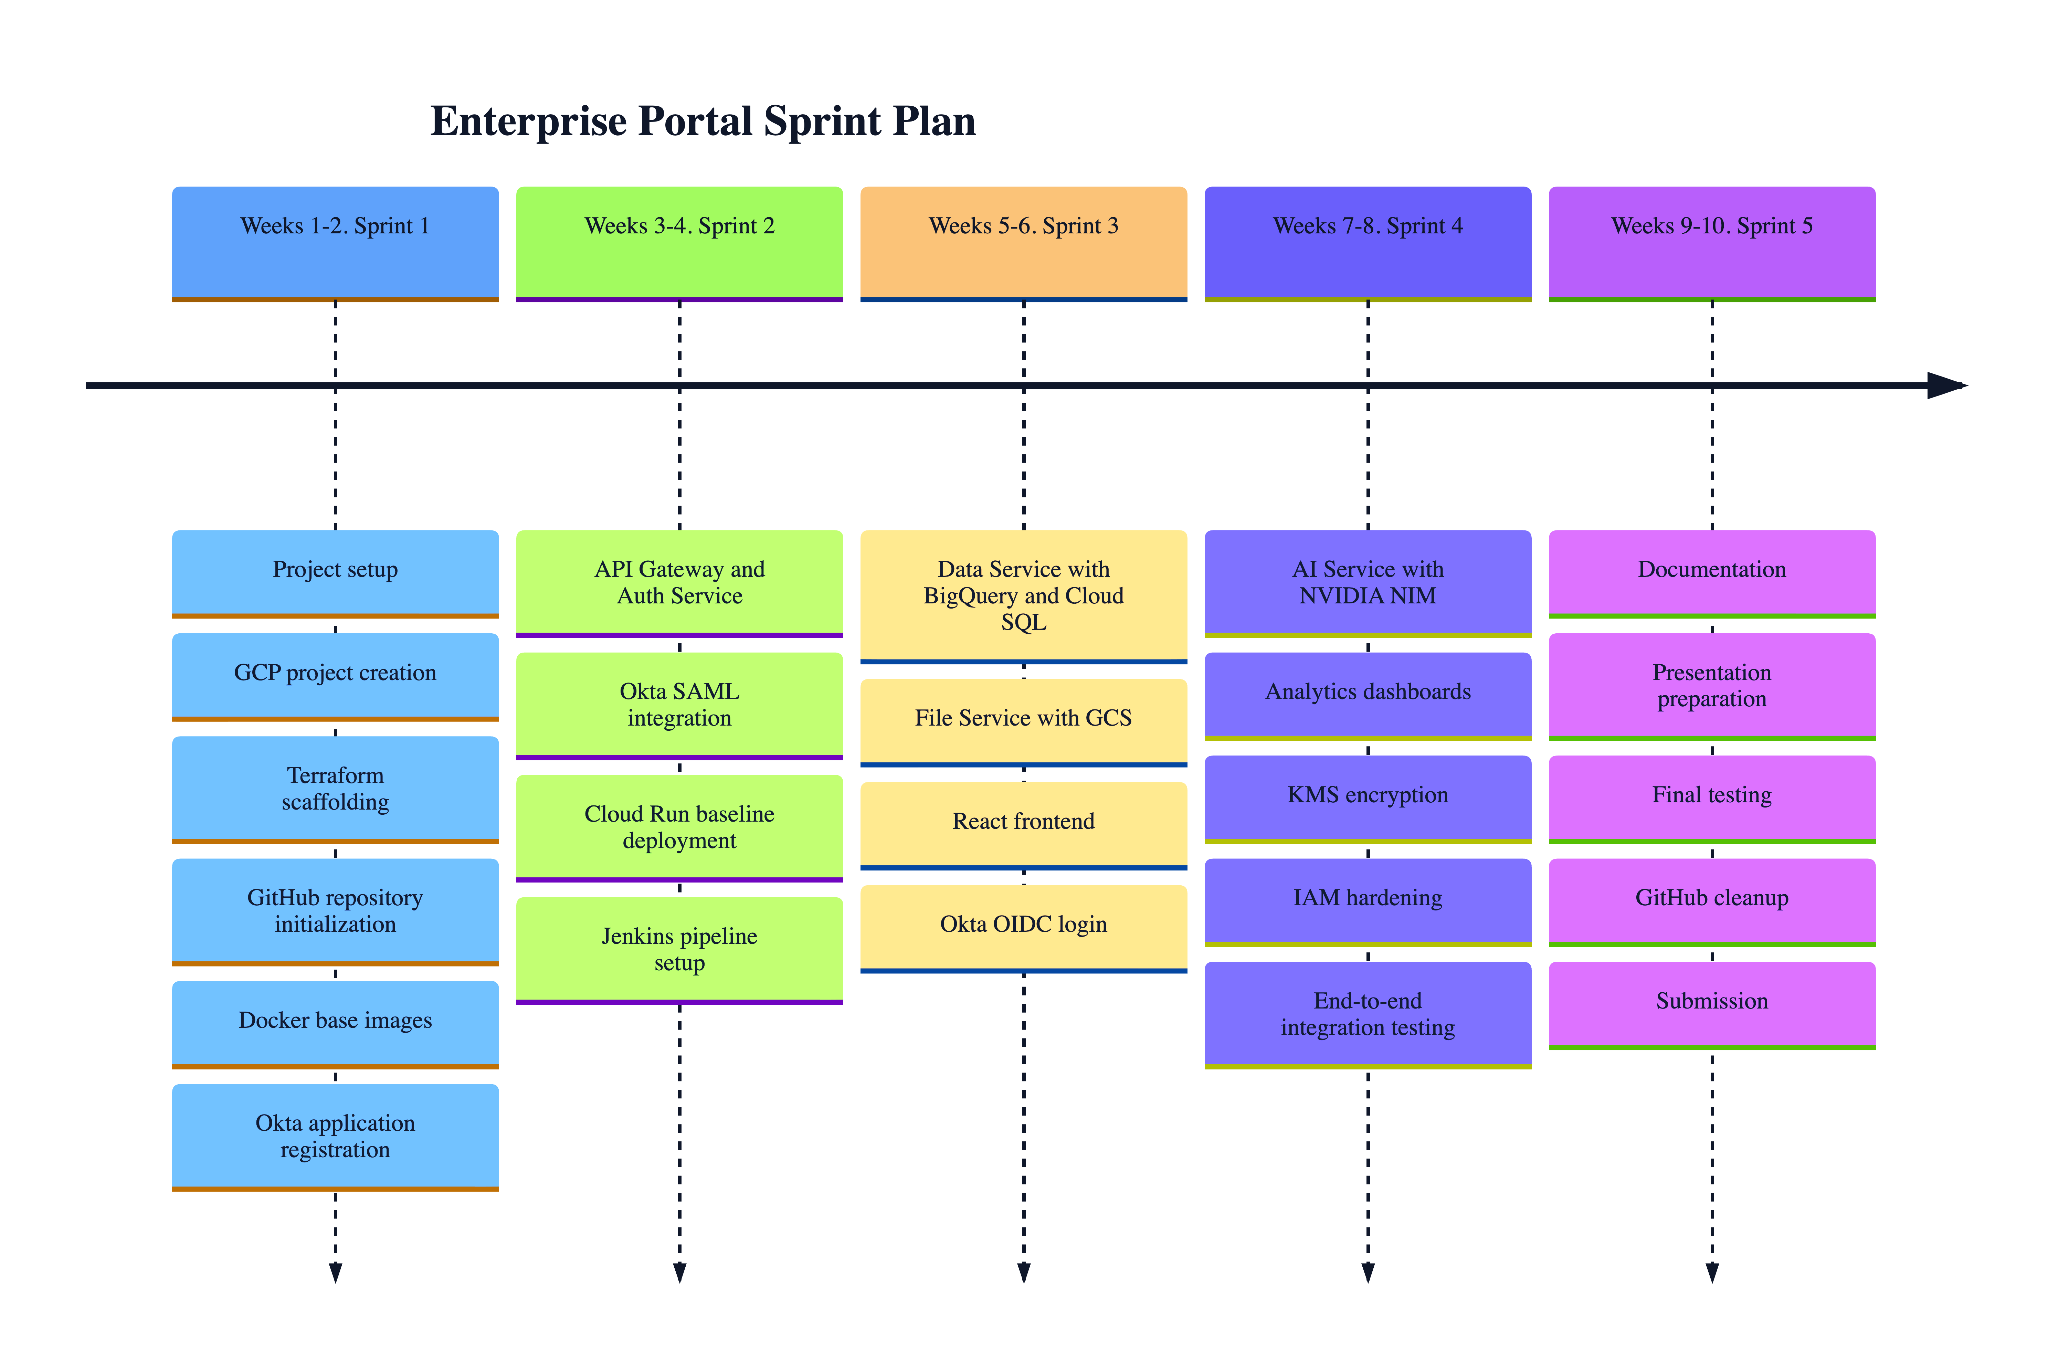 Enterprise Portal Sprint Plan
Weeks 1-2. Sprint 1
Weeks 3-4. Sprint 2
Weeks 5-6. Sprint 3
Weeks 7-8. Sprint 4
Weeks 9-10. Sprint 5
Project setup
GCP project creation
Terraform
scaffolding
GitHub repository
initialization
Docker base images
Okta application
registration
API Gateway and
Auth Service
Okta SAML
integration
Cloud Run baseline
deployment
Jenkins pipeline
setup
Data Service with
BigQuery and Cloud
SQL
File Service with GCS
React frontend
Okta OIDC login
AI Service with
NVIDIA NIM
Analytics dashboards
KMS encryption
IAM hardening
End-to-end
integration testing
Documentation
Presentation
preparation
Final testing
GitHub cleanup
Submission